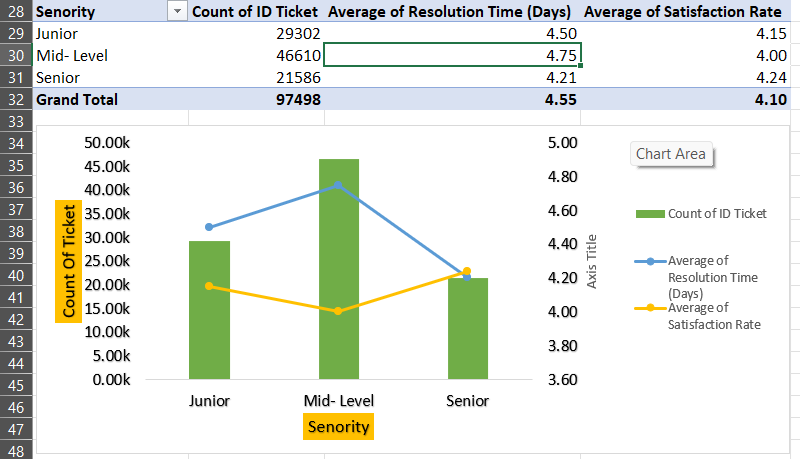 28 Senority Count of ID Ticket Average of Resolution Time (Days) Average of Satisfaction Rate
29 Junior 29302 4.50 4.15
30 Mid- Level 46610 4.75 4.00
31 Senior 21586 4.21 4.24
32 Grand Total 97498 4.55 4.10
33
34
35
36
37
38
39
40
41
42
43
44
45
46
47
48
Count Of Ticket
50.00k
45.00k
40.00k
35.00k
30.00k
25.00k
20.00k
15.00k
10.00k
5.00k
0.00k
Junior Mid- Level Senior
Senority
5.00
4.80
4.60
4.40
4.20
4.00
3.80
3.60
Axis Title
Chart Area
Count of ID Ticket
Average of
Resolution Time
(Days)
Average of
Satisfaction Rate